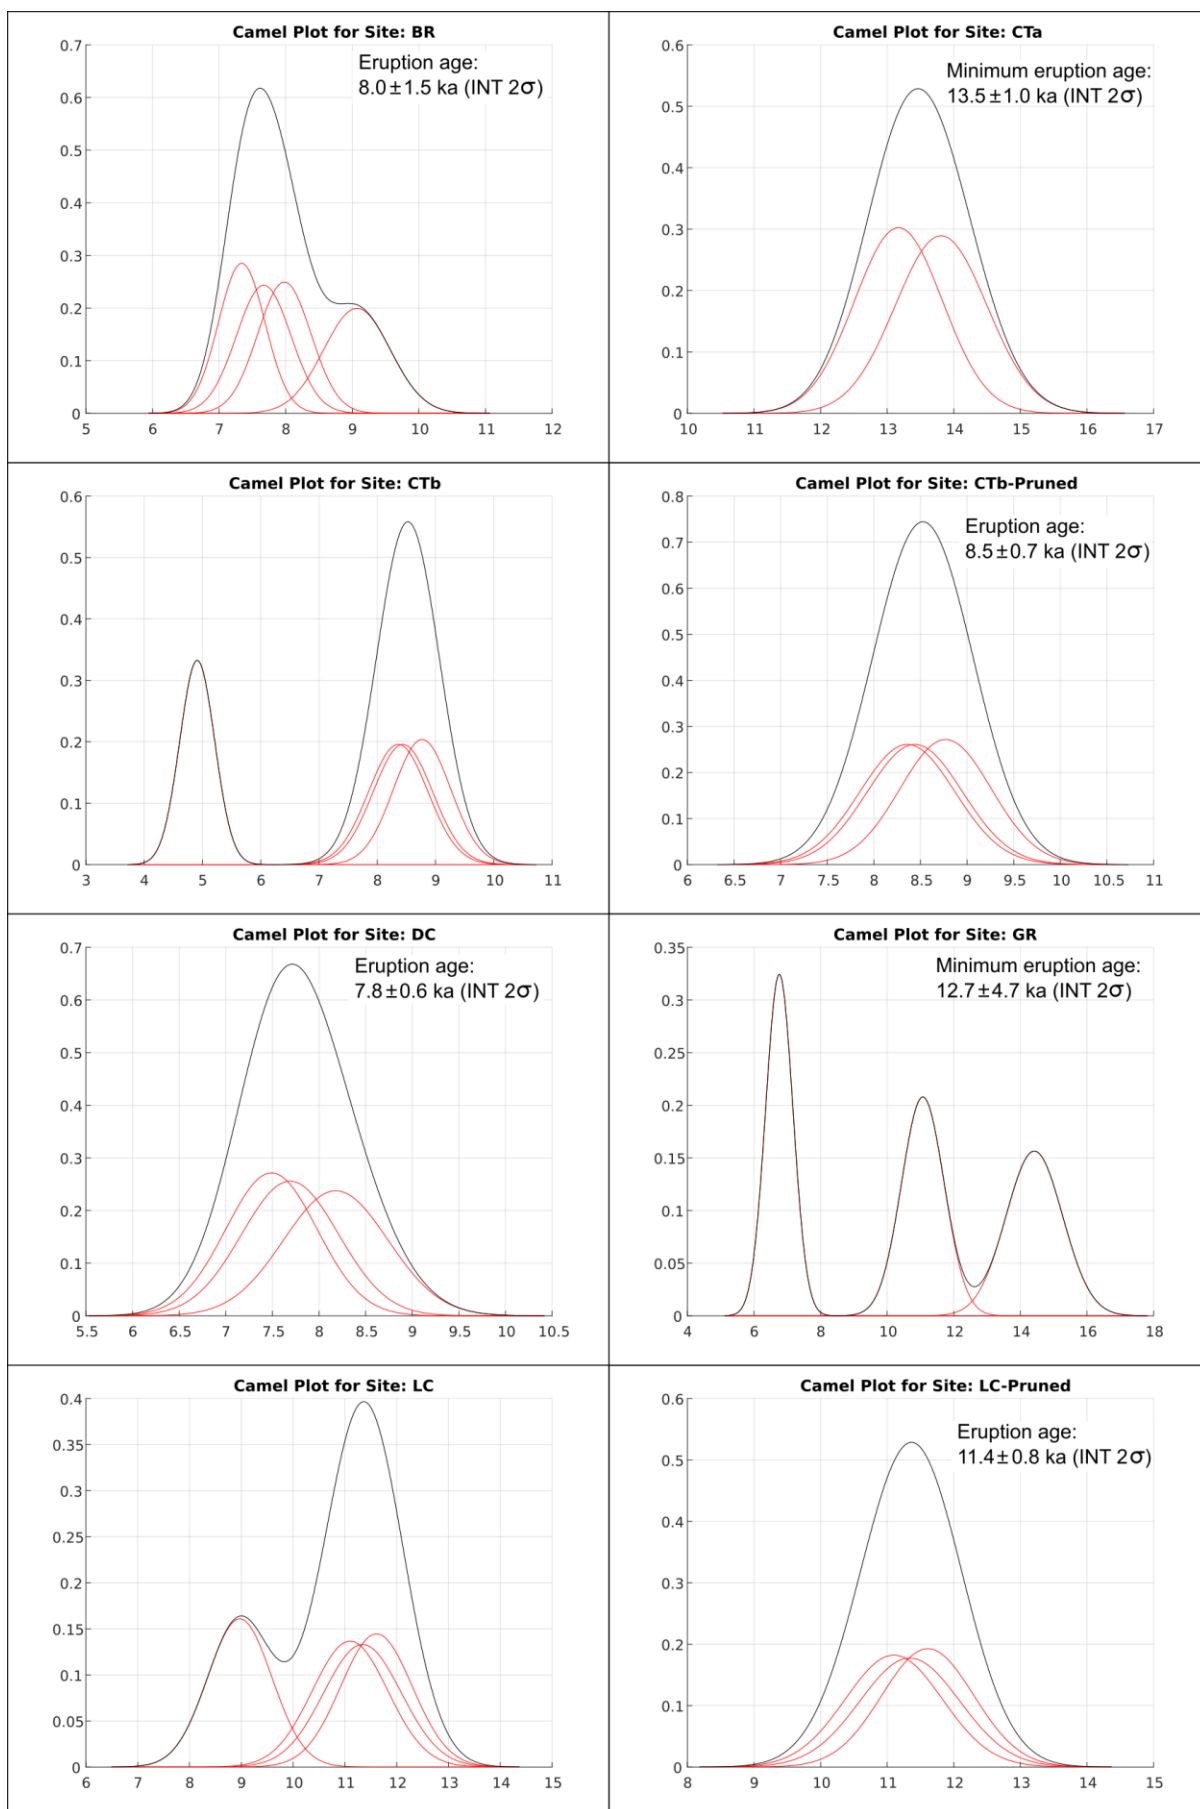 Camel Plot for Site: BR
Eruption age:
8.0±1.5 ka (INT 2σ)
0.7
0.6
0.5
0.4
0.3
0.2
0.1
0
5 6 7 8 9 10 11 12
Camel Plot for Site: CTa
Minimum eruption age:
13.5±1.0 ka (INT 2σ)
0.6
0.5
0.4
0.3
0.2
0.1
0
10 11 12 13 14 15 16 17
Camel Plot for Site: CTb
0.6
0.5
0.4
0.3
0.2
0.1
0
3 4 5 6 7 8 9 10 11
Camel Plot for Site: CTb-Pruned
Eruption age:
8.5±0.7 ka (INT 2σ)
0.8
0.7
0.6
0.5
0.4
0.3
0.2
0.1
0
6 6.5 7 7.5 8 8.5 9 9.5 10 10.5 11
Camel Plot for Site: DC
Eruption age:
7.8±0.6 ka (INT 2σ)
0.7
0.6
0.5
0.4
0.3
0.2
0.1
0
5.5 6 6.5 7 7.5 8 8.5 9 9.5 10 10.5
Camel Plot for Site: GR
Minimum eruption age:
12.7±4.7 ka (INT 2σ)
0.35
0.3
0.25
0.2
0.15
0.1
0.05
0
4 6 8 10 12 14 16 18
Camel Plot for Site: LC
0.4
0.35
0.3
0.25
0.2
0.15
0.1
0.05
0
6 7 8 9 10 11 12 13 14 15
Camel Plot for Site: LC-Pruned
Eruption age:
11.4±0.8 ka (INT 2σ)
0.6
0.5
0.4
0.3
0.2
0.1
0
8 9 10 11 12 13 14 15